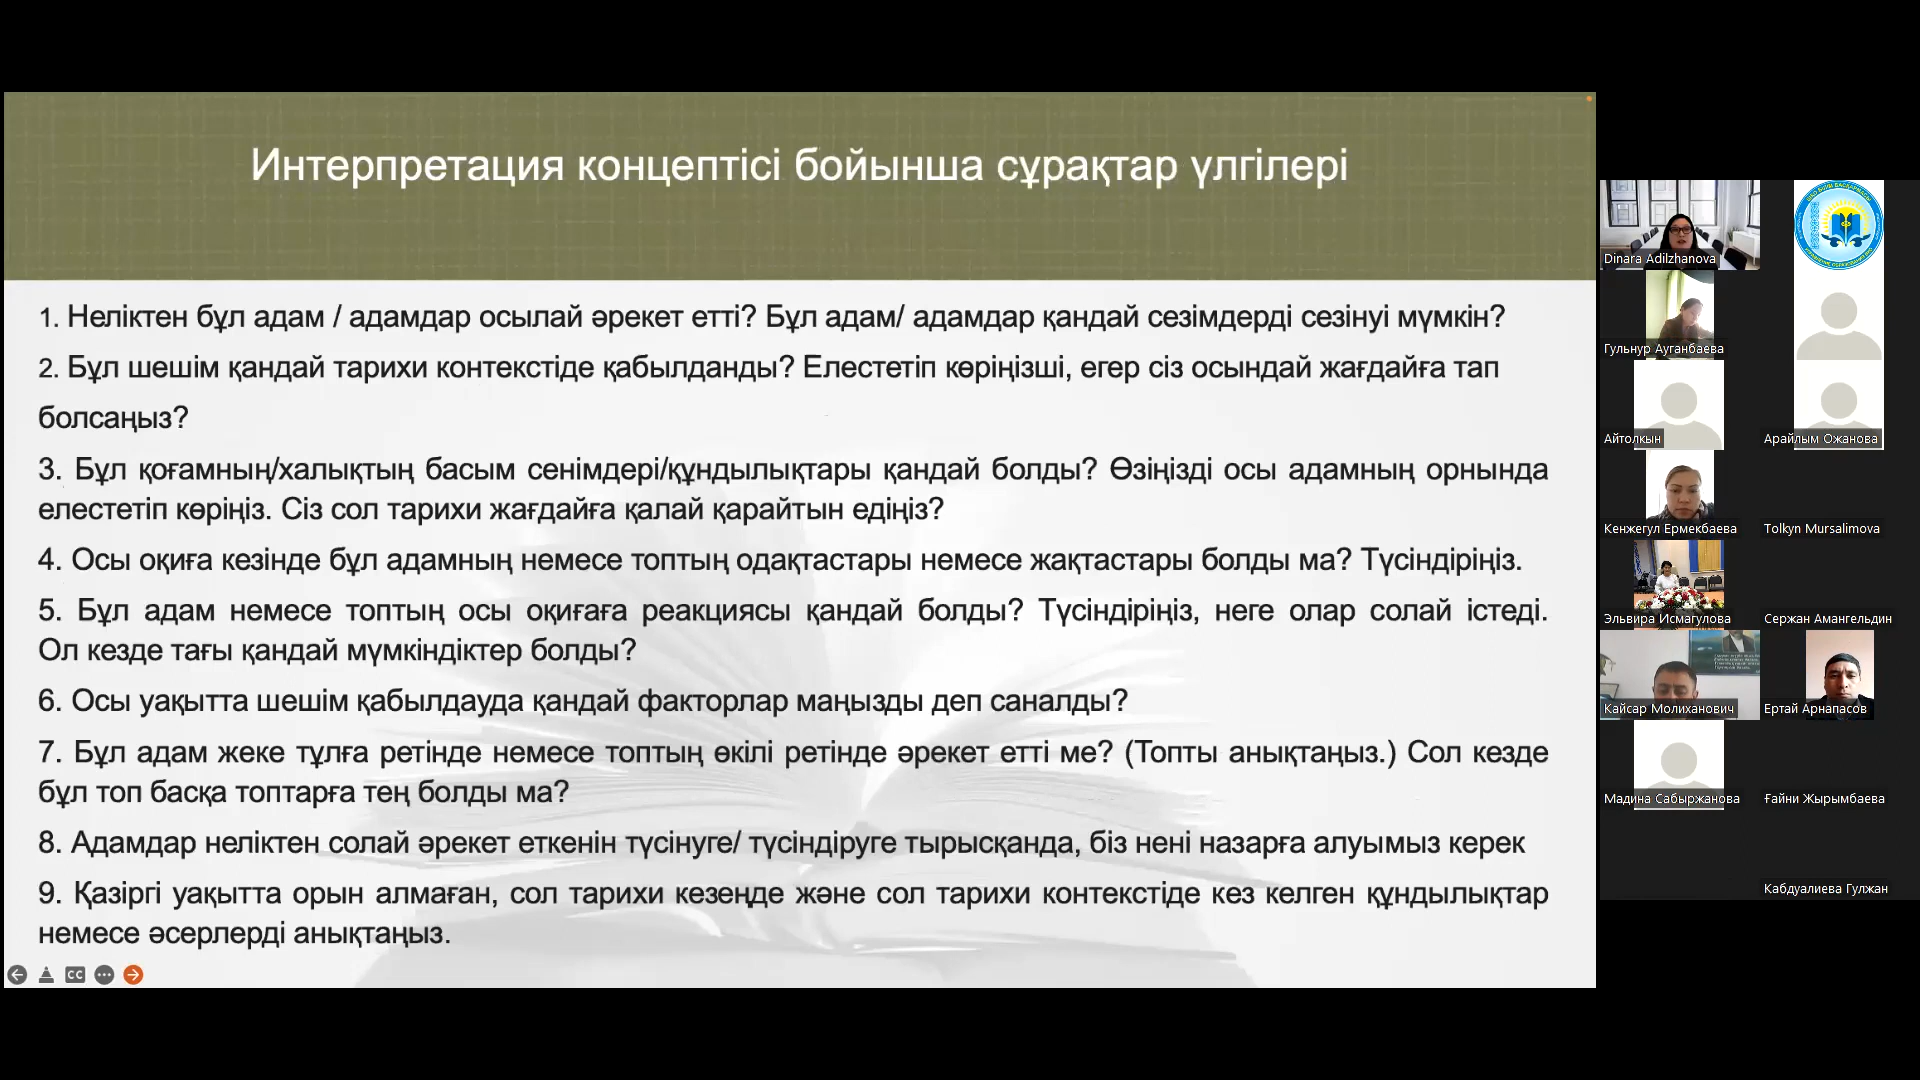 Интерпретация концептісі бойынша сұрақтар үлгілері
1. Неліктен бұл адам / адамдар осылай әрекет етті? Бұл адам/ адамдар қандай сезімдерді сезінуі мүмкін?
2. Бұл шешім қандай тарихи контекстіде қабылданды? Елестетіп көріңізші, егер сіз осындай жағдайға тап
болсаңыз?
3. Бұл қоғамның/халықтың басым сенімдері/құндылықтары қандай болды? Өзіңізді осы адамның орнында
елестетіп көріңіз. Сіз сол тарихи жағдайға қалай қарайтын едіңіз?
4. Осы оқиға кезінде бұл адамның немесе топтың одақтастары немесе жақтастары болды ма? Түсіндіріңіз.
5. Бұл адам немесе топтың осы оқиғаға реакциясы қандай болды? Түсіндіріңіз, неге олар солай істеді.
Ол кезде тағы қандай мүмкіндіктер болды?
6. Осы уақытта шешім қабылдауда қандай факторлар маңызды деп саналды?
7. Бұл адам жеке тұлға ретінде немесе топтың өкілі ретінде әрекет етті ме? (Топты анықтаңыз.) Сол кезде
бұл топ басқа топтарға тең болды ма?
8. Адамдар неліктен солай әрекет еткенін түсінуге/ түсіндіруге тырысқанда, біз нені назарға алуымыз керек
9. Қазіргі уақытта орын алмаған, сол тарихи кезеңде және сол тарихи контекстіде кез келген құндылықтар
немесе әсерлерді анықтаңыз.
CC
Dinara Adilzhanova
Гульнур Ауганбаева
Айтолкын
Арайлым Ожанова
Кенжегул Ермекбаева
Tolkyn Mursalimova
Эльвира Исмагулова
Сержан Амангельдин
Кайсар Молиханович
Ертай Арнапасов
Мадина Сабыржанова
Ғайни Жырымбаева
Кабдуалиева Гулжан